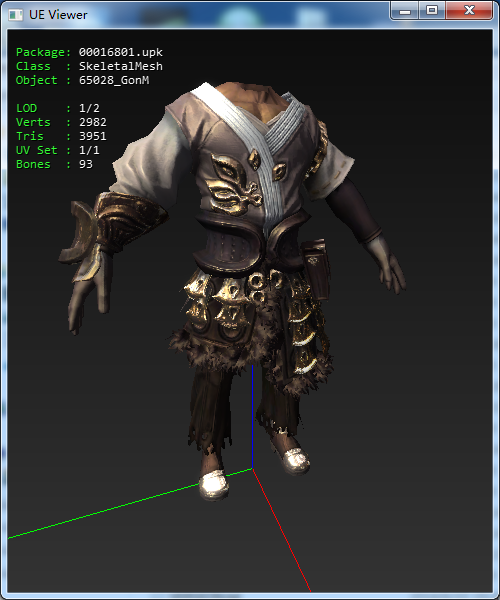 UE Viewer
Package: 00016801.upk
Class : SkeletalMesh
Object : 65028_GonM
LOD : 1/2
Verts : 2982
Tris : 3951
UV Set : 1/1
Bones : 93